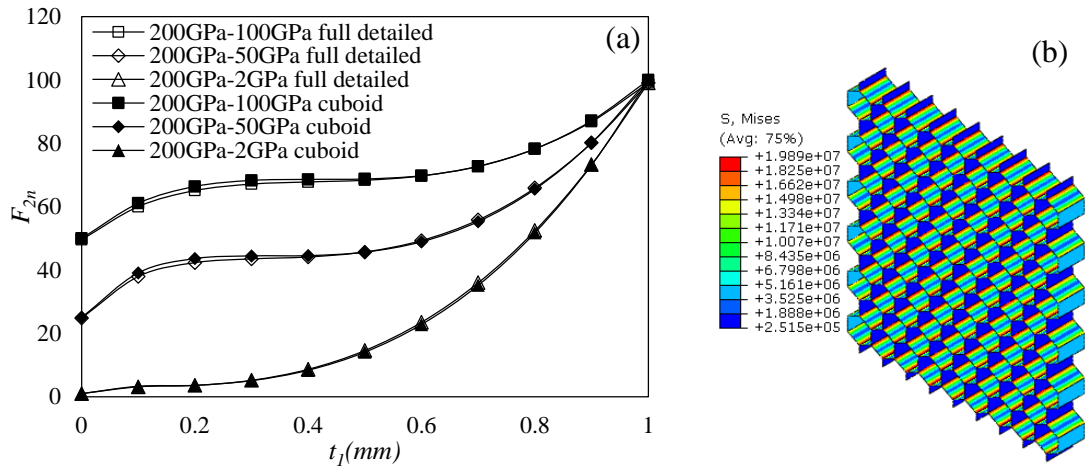 120
100
80
60
40
20
0
F2n
200GPa-100GPa full detailed
200GPa-50GPa full detailed
200GPa-2GPa full detailed
200GPa-100GPa cuboid
200GPa-50GPa cuboid
200GPa-2GPa cuboid
(a)
0 0.2 0.4 0.6 0.8 1
t1(mm)
(b)
S, Mises
(Avg: 75%)
+1.989e+07
+1.825e+07
+1.662e+07
+1.498e+07
+1.334e+07
+1.171e+07
+1.007e+07
+8.435e+06
+6.798e+06
+5.161e+06
+3.525e+06
+1.888e+06
+2.515e+05